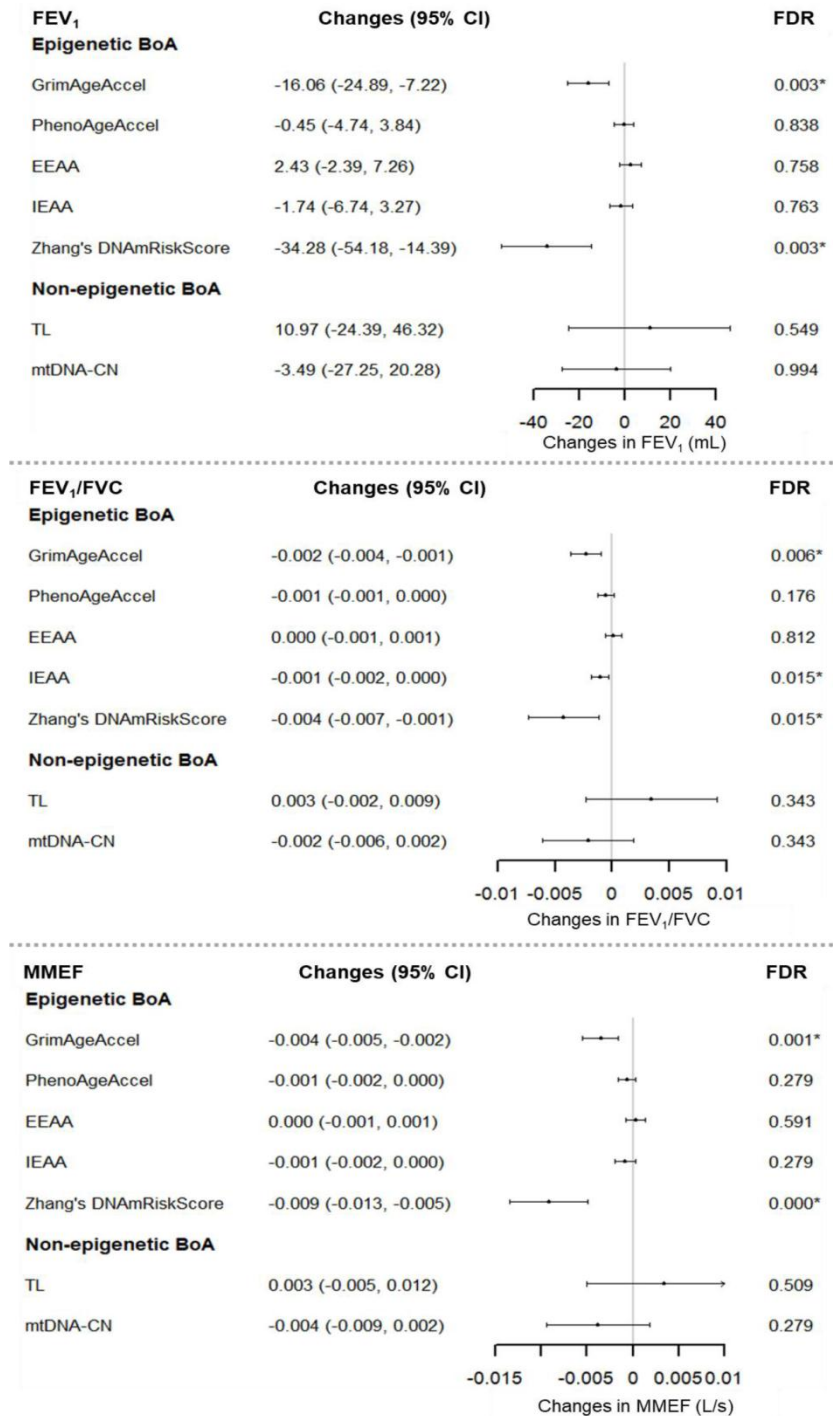 FEV₁ Changes (95% CI) FDR
Epigenetic BoA
GrimAgeAccel -16.06 (-24.89, -7.22) 0.003*
PhenoAgeAccel -0.45 (-4.74, 3.84) 0.838
EEAA 2.43 (-2.39, 7.26) 0.758
IEAA -1.74 (-6.74, 3.27) 0.763
Zhang's DNAmRiskScore -34.28 (-54.18, -14.39) 0.003*
Non-epigenetic BoA
TL 10.97 (-24.39, 46.32) 0.549
mtDNA-CN -3.49 (-27.25, 20.28) 0.994
-40 -20 0 20 40
Changes in FEV₁ (mL)
FEV₁/FVC Changes (95% CI) FDR
Epigenetic BoA
GrimAgeAccel -0.002 (-0.004, -0.001) 0.006*
PhenoAgeAccel -0.001 (-0.001, 0.000) 0.176
EEAA 0.000 (-0.001, 0.001) 0.812
IEAA -0.001 (-0.002, 0.000) 0.015*
Zhang's DNAmRiskScore -0.004 (-0.007, -0.001) 0.015*
Non-epigenetic BoA
TL 0.003 (-0.002, 0.009) 0.343
mtDNA-CN -0.002 (-0.006, 0.002) 0.343
-0.01 -0.005 0 0.005 0.01
Changes in FEV₁/FVC
MMEF Changes (95% CI) FDR
Epigenetic BoA
GrimAgeAccel -0.004 (-0.005, -0.002) 0.001*
PhenoAgeAccel -0.001 (-0.002, 0.000) 0.279
EEAA 0.000 (-0.001, 0.001) 0.591
IEAA -0.001 (-0.002, 0.000) 0.279
Zhang's DNAmRiskScore -0.009 (-0.013, -0.005) 0.000*
Non-epigenetic BoA
TL 0.003 (-0.005, 0.012) 0.509
mtDNA-CN -0.004 (-0.009, 0.002) 0.279
-0.015 -0.005 0 0.005 0.01
Changes in MMEF (L/s)